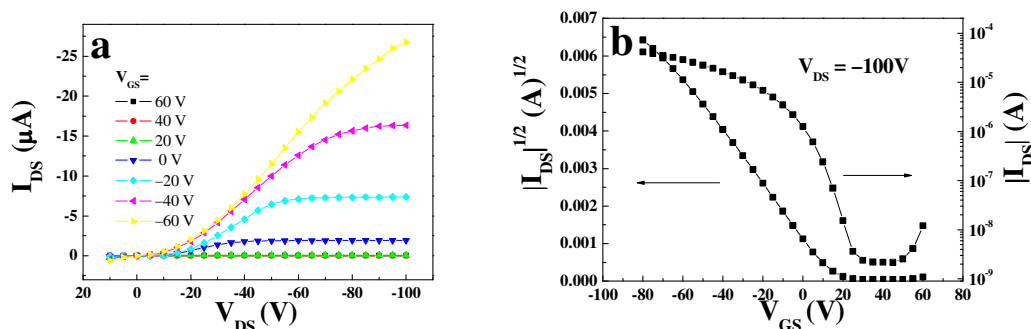 a
V_GS=
60 V
40 V
20 V
0 V
–20 V
–40 V
–60 V
I_DS (μA)
-25
-20
-15
-10
-5
0
20 0 -20 -40 -60 -80 -100
V_DS (V)
b
V_DS = –100V
|I_DS|^1/2 (A)^1/2
0.007
0.006
0.005
0.004
0.003
0.002
0.001
0.000
-100 -80 -60 -40 -20 0 20 40 60 80
V_GS (V)
10^-4
10^-5
10^-6
10^-7
10^-8
10^-9
|I_DS| (A)